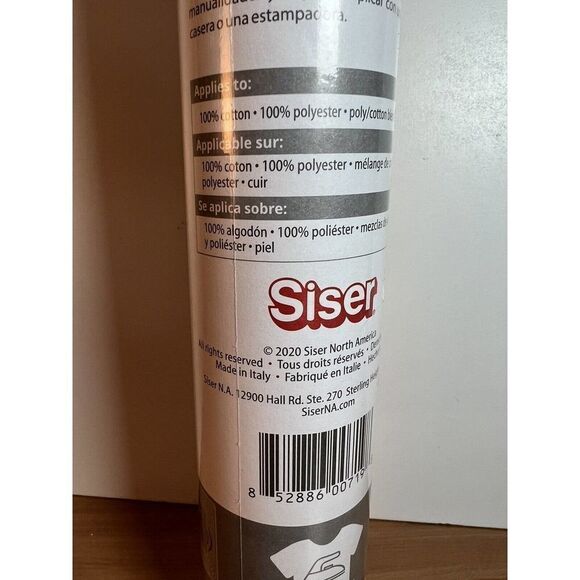 casera o una estampadora.
Applies to:
100% cotton • 100% polyester • poly/cotton
Applicable sur:
100% coton • 100% polyester • mélange de
polyester • cuir
Se aplica sobre:
100% algodón • 100% poliéster • mezclas
y poliéster • piel
Siser
© 2020 Siser North America
All rights reserved • Tous droits réservés •
Made in Italy • Fabriqué en Italie •
Siser N.A. 12900 Hall Rd. Ste. 270 Sterling
SiserNA.com
8 52886 00719